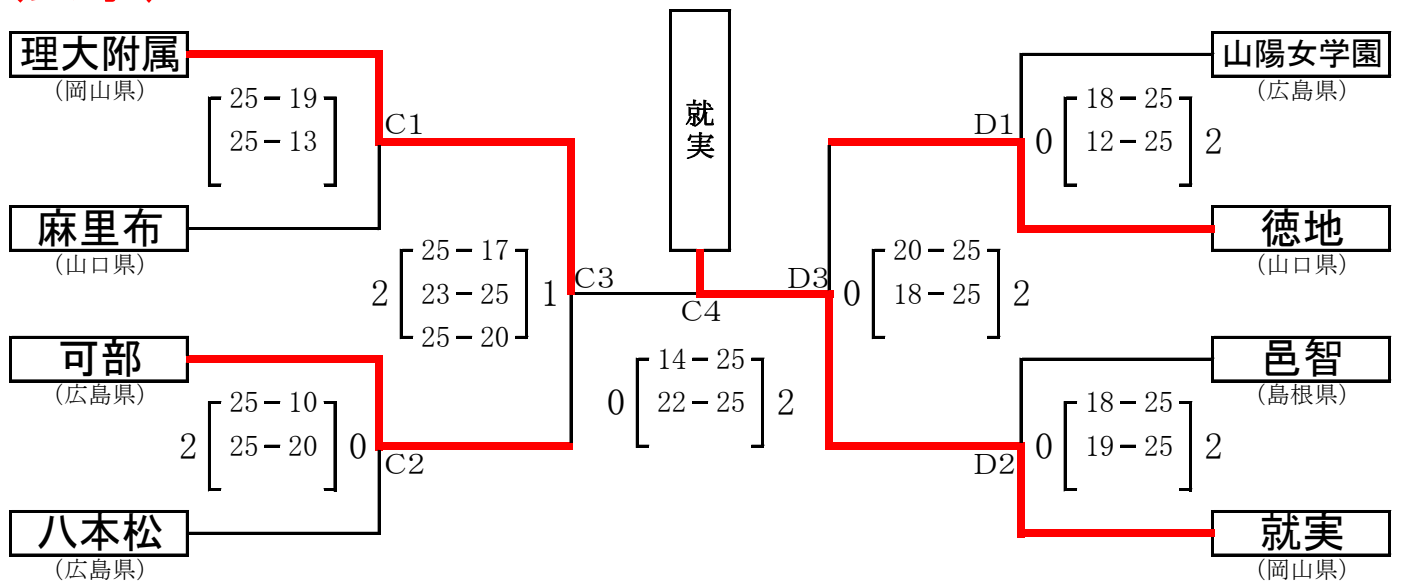 理大附属
(岡山県)
25－19
25－13
C1
麻里布
(山口県)
2
25－17
23－25
25－20
1
C3
可部
(広島県)
2
25－10
25－20
0
C2
八本松
(広島県)
就実
C4
0
14－25
22－25
2
山陽女学園
(広島県)
D1
0
18－25
12－25
2
徳地
(山口県)
D3
0
20－25
18－25
2
邑智
(島根県)
D2
0
18－25
19－25
2
就実
(岡山県)